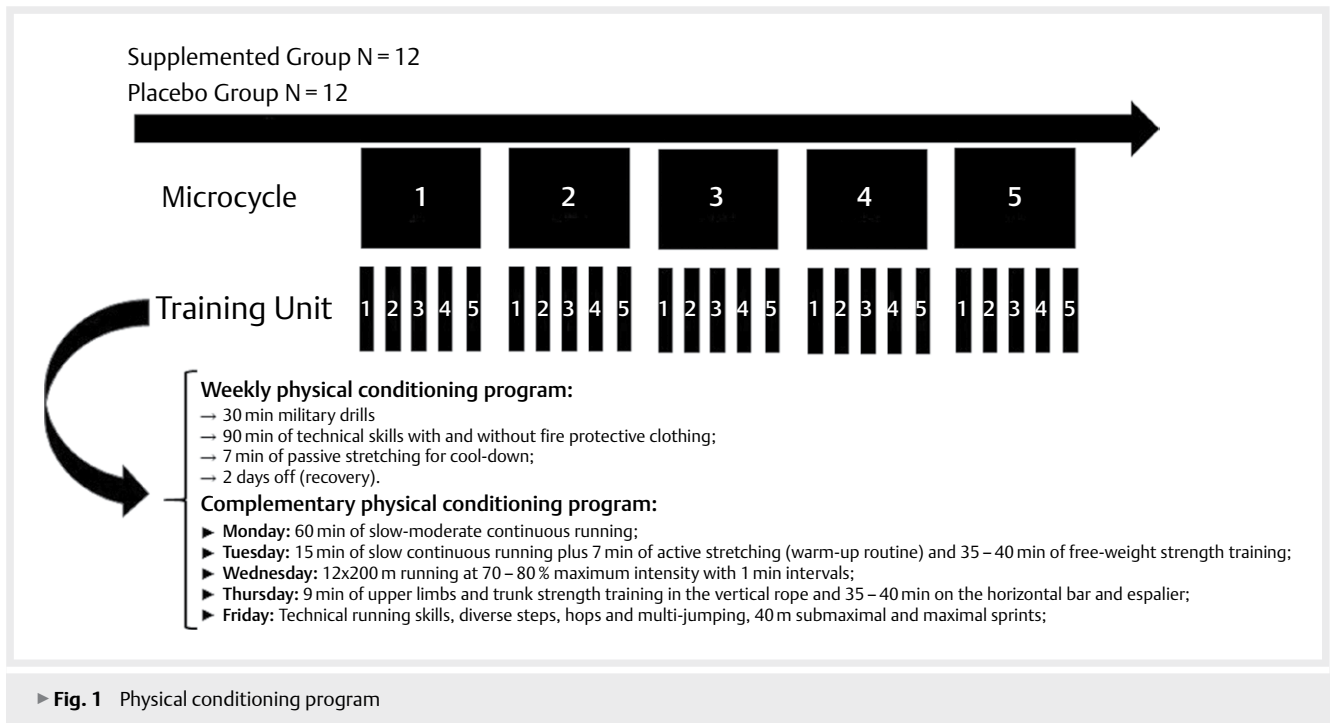 Supplemented Group N = 12
Placebo Group N = 12
Microcycle 1 2 3 4 5
Training Unit 1 2 3 4 5 1 2 3 4 5 1 2 3 4 5 1 2 3 4 5 1 2 3 4 5
Weekly physical conditioning program:
→ 30 min military drills
→ 90 min of technical skills with and without fire protective clothing;
→ 7 min of passive stretching for cool-down;
→ 2 days off (recovery).
Complementary physical conditioning program:
► Monday: 60 min of slow-moderate continuous running;
► Tuesday: 15 min of slow continuous running plus 7 min of active stretching (warm-up routine) and 35 – 40 min of free-weight strength training;
► Wednesday: 12x200 m running at 70 – 80 % maximum intensity with 1 min intervals;
► Thursday: 9 min of upper limbs and trunk strength training in the vertical rope and 35 – 40 min on the horizontal bar and espalier;
► Friday: Technical running skills, diverse steps, hops and multi-jumping, 40 m submaximal and maximal sprints;
► Fig. 1 Physical conditioning program